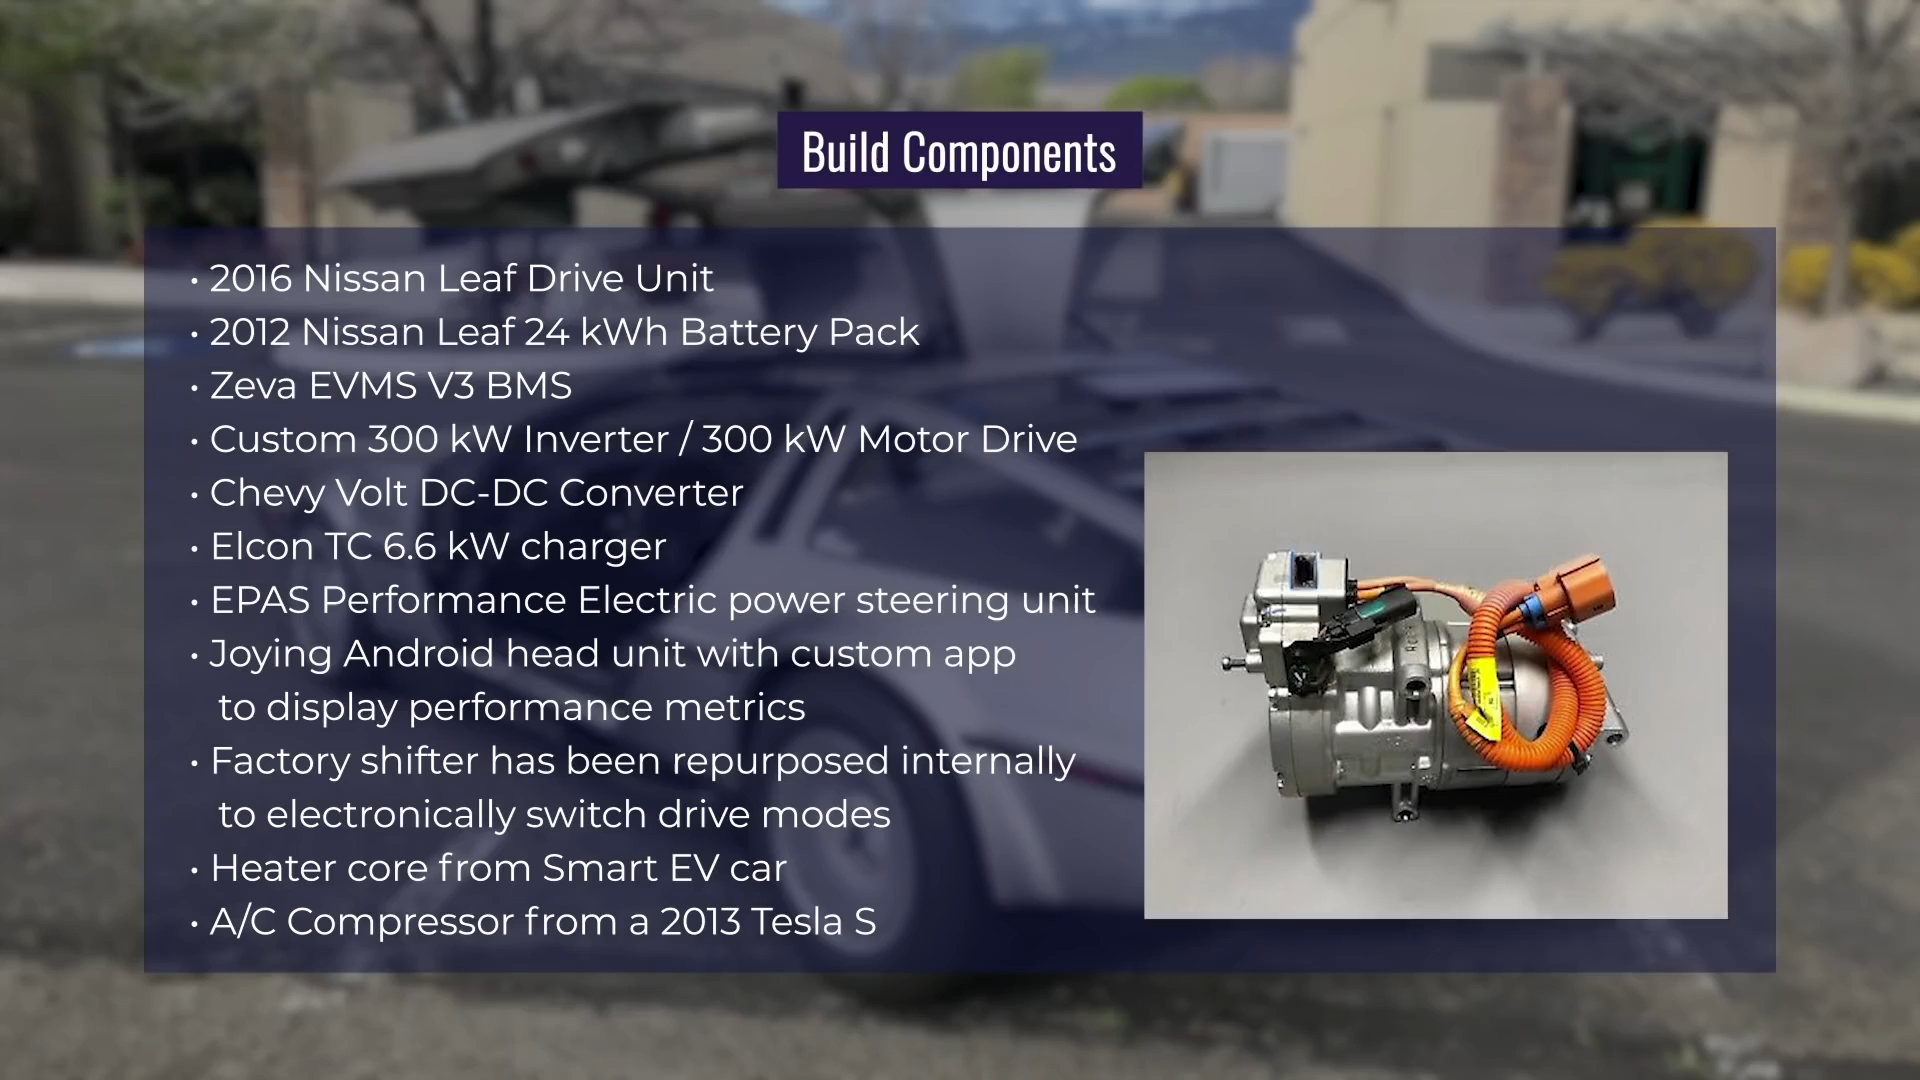 Build Components
• 2016 Nissan Leaf Drive Unit
• 2012 Nissan Leaf 24 kWh Battery Pack
• Zeva EVMS V3 BMS
• Custom 300 kW Inverter / 300 kW Motor Drive
• Chevy Volt DC-DC Converter
• Elcon TC 6.6 kW charger
• EPAS Performance Electric power steering unit
• Joying Android head unit with custom app
to display performance metrics
• Factory shifter has been repurposed internally
to electronically switch drive modes
• Heater core from Smart EV car
• A/C Compressor from a 2013 Tesla S